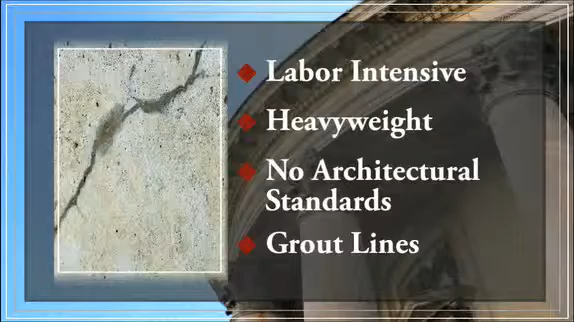 Labor Intensive
Heavyweight
No Architectural
Standards
Grout Lines